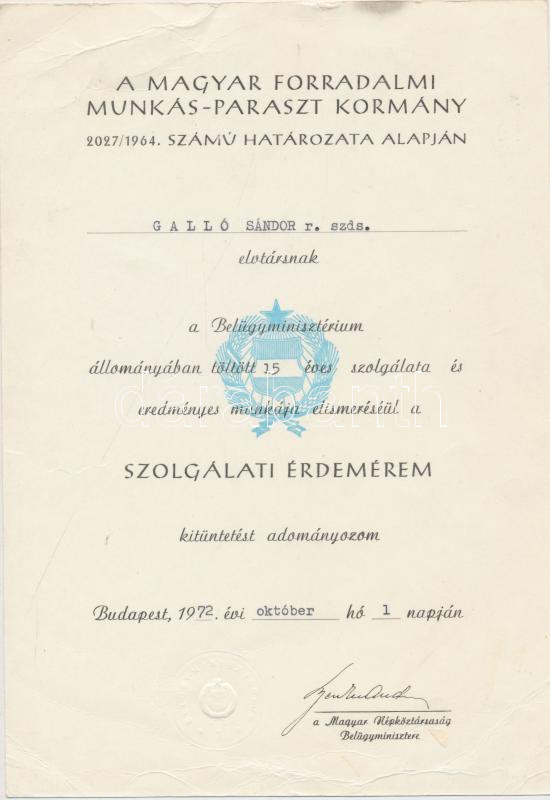 A MAGYAR FORRADALMI
MUNKÁS-PARASZT KORMÁNY
2027/1964. SZÁMÚ HATÁROZATA ALAPJÁN
GALLÓ SÁNDOR r. szds.
elvtársnak
a Belügyminisztérium
állományában töltött 15 éves szolgálata és
eredményes munkája elismeréséül a
SZOLGÁLATI ÉRDEMÉREM
kitüntetést adományozom
Budapest, 1972. évi október hó 1 napján
a Magyar Népköztársaság
Belügyminisztere